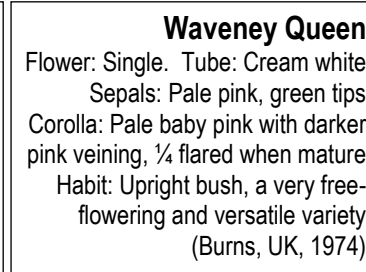 Waveney Queen
Flower: Single.  Tube: Cream white
Sepals: Pale pink, green tips
Corolla: Pale baby pink with darker
pink veining, ¼ flared when mature
Habit: Upright bush, a very free-
flowering and versatile variety
(Burns, UK, 1974)